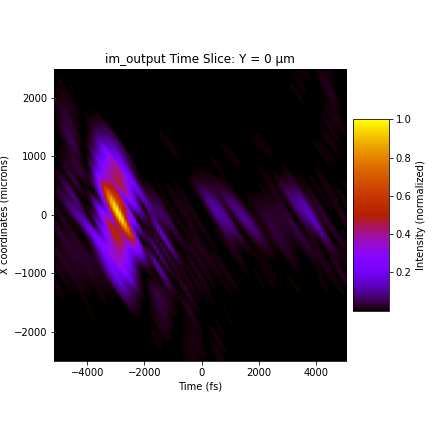 im_output Time Slice: Y = 0 μm
2000
1000
0
−1000
−2000
X coordinates (microns)
−4000 −2000 0 2000 4000
Time (fs)
1.0
0.8
0.6
0.4
0.2
Intensity (normalized)